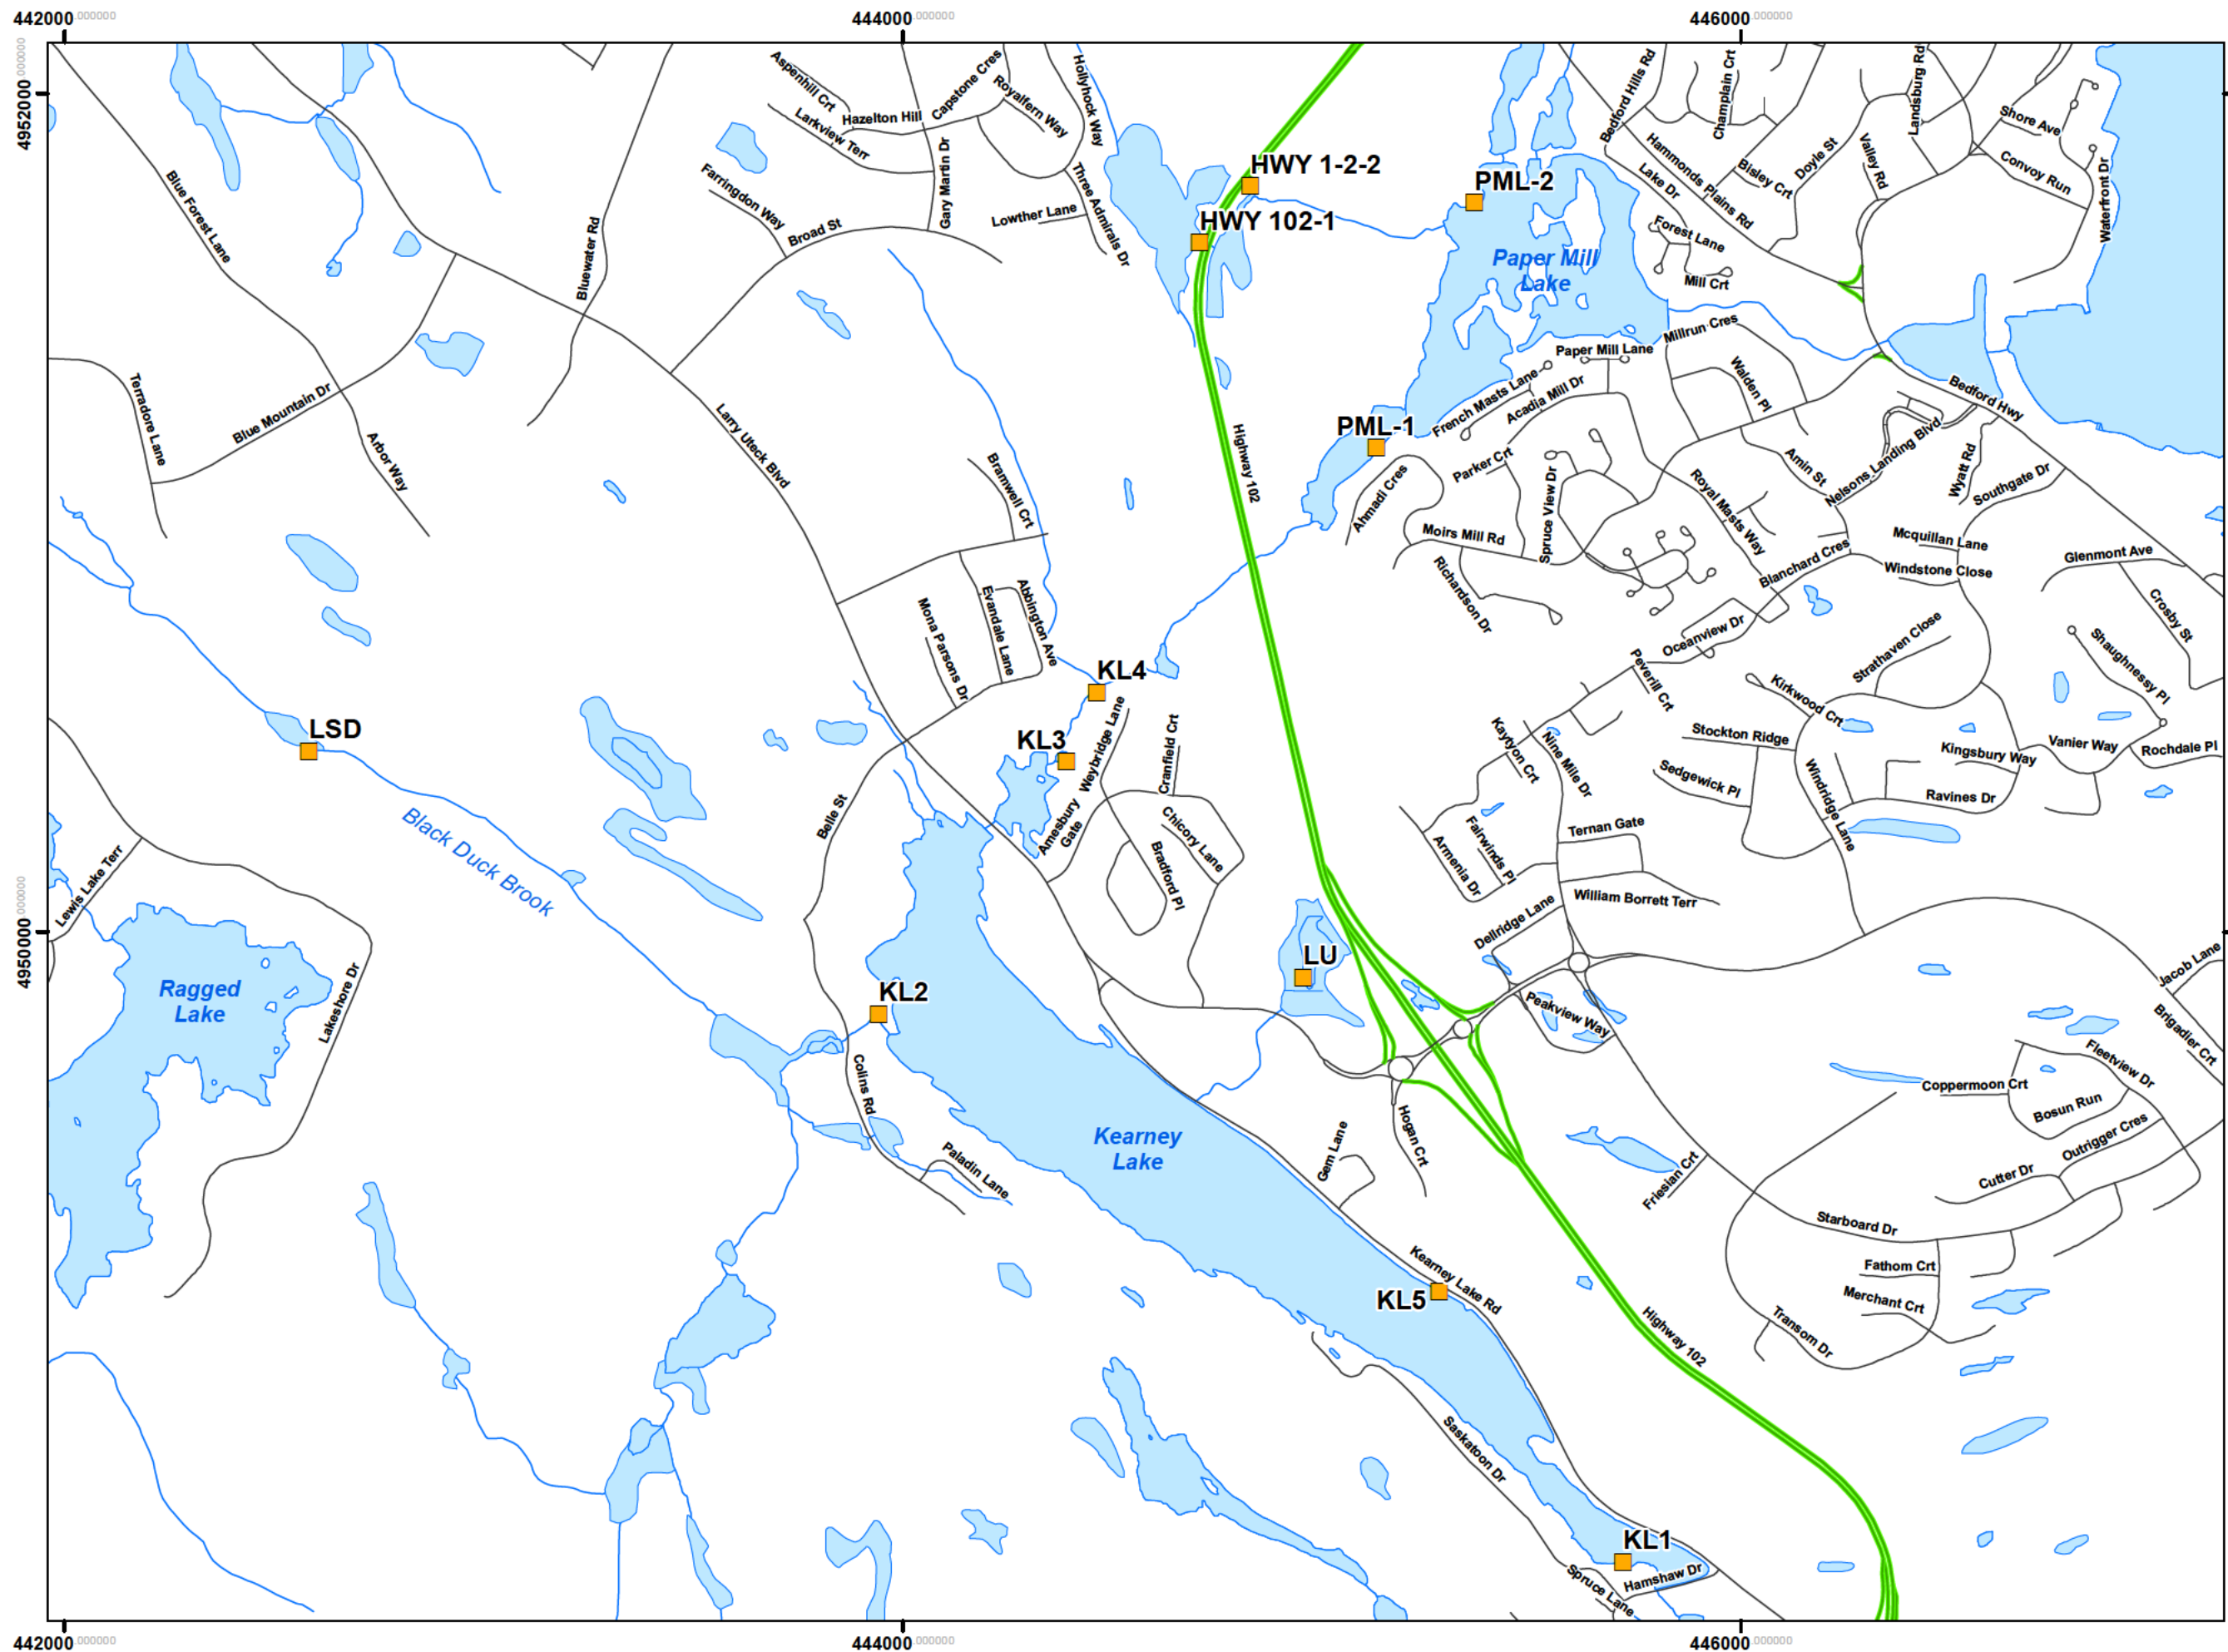 442000.000000
444000.000000
446000.000000
4952000.000000
4950000.000000
Aspenhill Crt
Hazelton Hill
Capstone Cres
Royalfern Way
Hollyhock Way
Larkview Terr
Gary Martin Dr
Farringdon Way
Broad St
Lowther Lane
Three Admirals Dr
Blue Forest Lane
Bluewater Rd
HWY 1-2-2
HWY 102-1
PML-2
Paper Mill
Lake
Bedford Hills Rd
Champlain Crt
Landsburg Rd
Hammonds Plains Rd
Lake Dr
Bisley Crt
Doyle St
Valley Rd
Shore Ave
Convoy Run
Waterfront Dr
Forest Lane
Mill Crt
Millrun Cres
Paper Mill Lane
Walden Pl
Bedford Hwy
French Masts Lane
Acadia Mill Dr
PML-1
Parker Crt
Ahmadi Cres
Moirs Mill Rd
Spruce View Dr
Richardson Dr
Royal Masts Way
Amin St
Nelsons Landing Blvd
Wyatt Rd
Southgate Dr
Mcquillan Lane
Windstone Close
Blanchard Cres
Glenmont Ave
Crosby St
Shaughnessy Pl
Terradore Lane
Blue Mountain Dr
Arbor Way
Larry Uteck Blvd
Highway 102
Bramwell Crt
Abbington Ave
Evandale Lane
Mona Parsons Dr
KL4
KL3
Weybridge Lane
Cranfield Crt
Amesbury
Gate
Chicory Lane
Bradford Pl
LSD
Black Duck Brook
Belle St
Oceanview Dr
Peverill Crt
Strathaven Close
Kirkwood Crt
Stockton Ridge
Sedgewick Pl
Windridge Lane
Kingsbury Way
Vanier Way
Rochdale Pl
Ravines Dr
Kaytyon Crt
Nine Mile Dr
Fairwinds Pl
Armenia Dr
Ternan Gate
William Borrett Terr
Dellridge Lane
Lewis Lake Terr
Ragged
Lake
Lakeshore Dr
KL2
LU
Colins Rd
Paladin Lane
Kearney
Lake
Peakview Way
Hogan Crt
Gem Lane
Friesian Crt
Jacob Lane
Brigadier Crt
Fleetview Dr
Coppermoon Crt
Bosun Run
Outrigger Cres
Cutter Dr
Starboard Dr
Fathom Crt
Merchant Crt
Transom Dr
KL5
Kearney Lake Rd
Highway 102
Saskatoon Dr
KL1
Hamshaw Dr
Spruce Lane
442000.000000
444000.000000
446000.000000